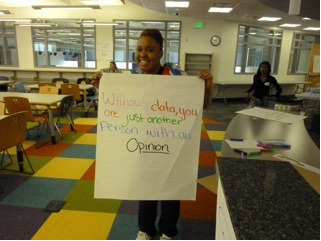 Without data, you
are just another
person with an
Opinion